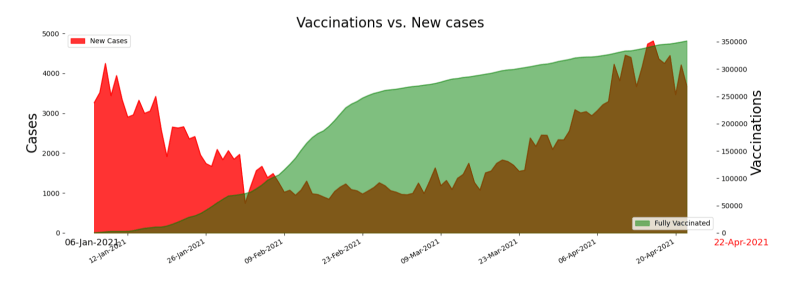 Vaccinations vs. New cases
New Cases
Cases
5000
4000
3000
2000
1000
0
350000
300000
250000
200000
150000
100000
50000
0
Vaccinations
Fully Vaccinated
06-Jan-2021
12-Jan-2021
26-Jan-2021
09-Feb-2021
23-Feb-2021
09-Mar-2021
23-Mar-2021
06-Apr-2021
20-Apr-2021
22-Apr-2021